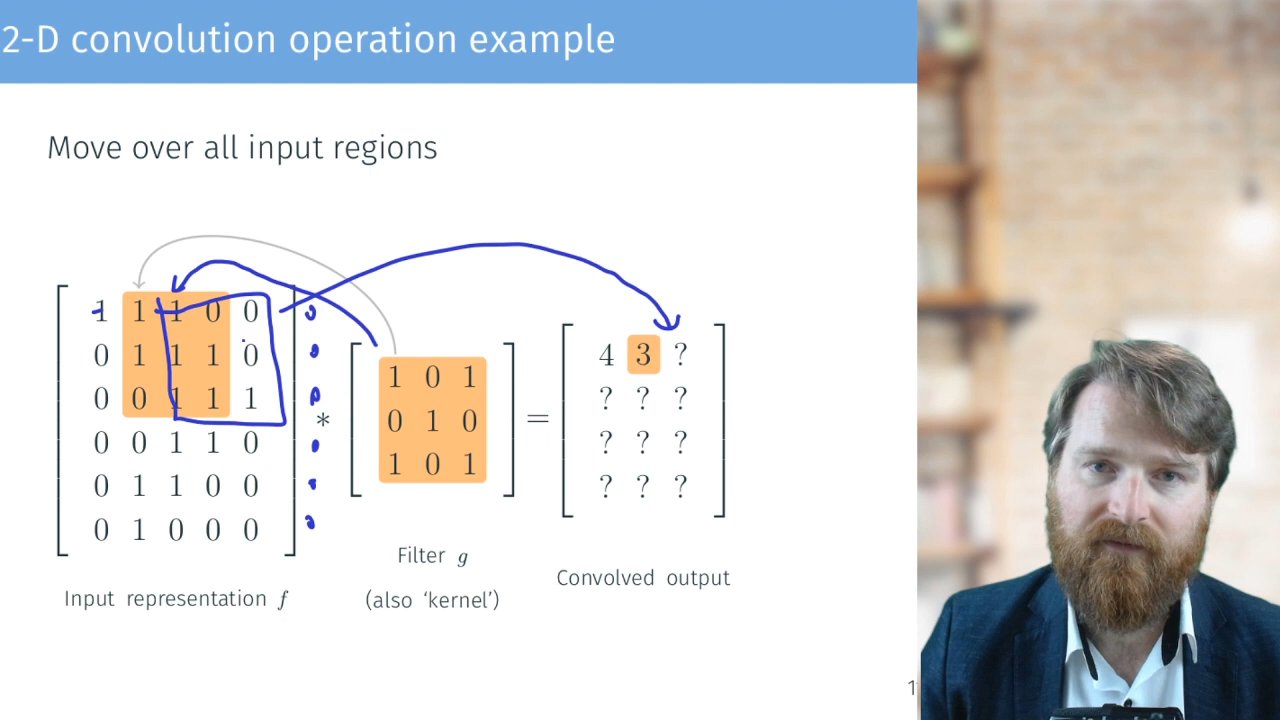 2-D convolution operation example
Move over all input regions
1 1 1 0 0
0 1 1 1 0
0 0 1 1 1
0 0 1 1 0
0 1 1 0 0
0 1 0 0 0
*
1 0 1
0 1 0
1 0 1
=
4 3 ?
? ? ?
? ? ?
? ? ?
Input representation f
Filter g
(also ‘kernel’)
Convolved output